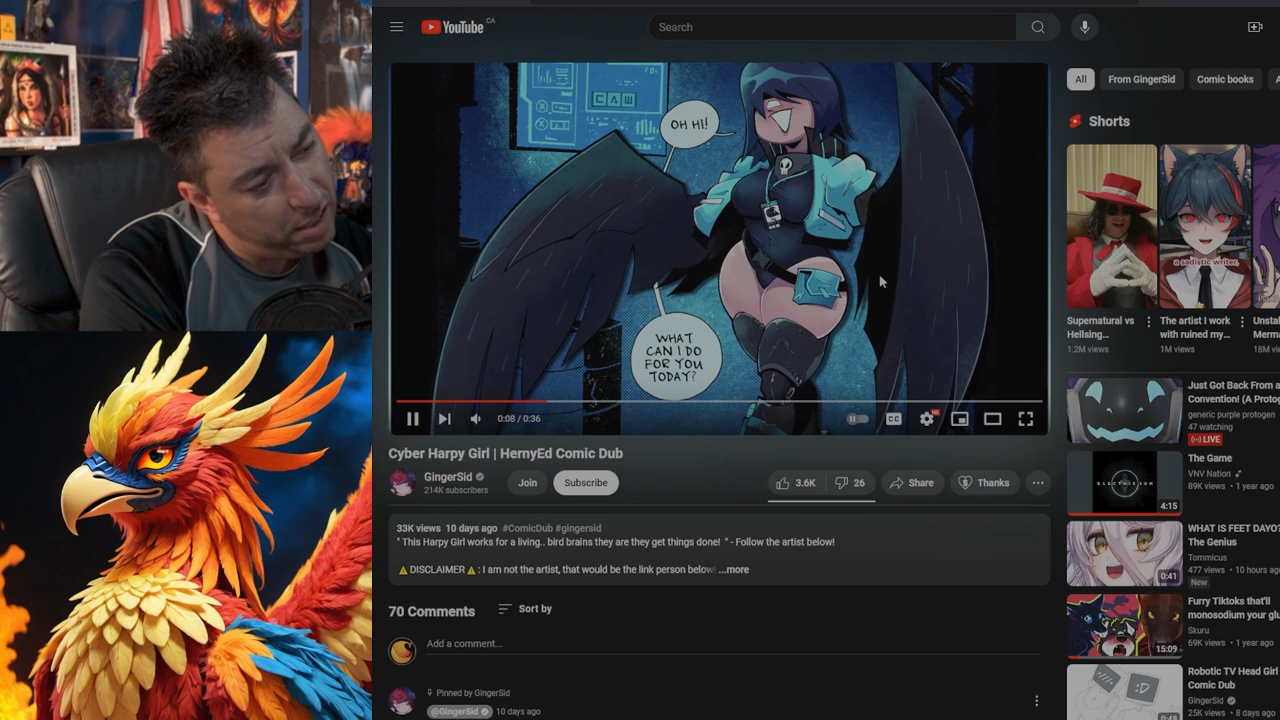 YouTube CA
Search
CAW
OH HI!
WHAT
CAN I DO
FOR YOU
TODAY?
0:08 / 0:36
CC
HD
Cyber Harpy Girl | HernyEd Comic Dub
GingerSid
214K subscribers
Join
Subscribe
3.6K
26
Share
Thanks
33K views 10 days ago #ComicDub #gingersid
" This Harpy Girl works for a living.. bird brains they are they get things done! " - Follow the artist below!
⚠️DISCLAIMER⚠️: I am not the artist, that would be the link person below! ...more
70 Comments
Sort by
Add a comment...
Pinned by GingerSid
@GingerSid
10 days ago
All
From GingerSid
Comic books
Shorts
a sadistic writer,
Supernatural vs
Hellsing...
1.2M views
The artist I work
with ruined my...
1M views
18M
Just Got Back From a
Convention! (A Protog
generic purple protogen
47 watching
LIVE
The Game
VNV Nation
89K views • 1 year ago
4:15
WHAT IS FEET DAYO?
The Genius
Tommicus
477 views • 10 hours ag
New
0:41
Furry Tiktoks that'll
monosodium your glu
Skuru
69K views • 1 year ago
15:09
Robotic TV Head Girl
Comic Dub
GingerSid
25K views • 8 days ago
:D